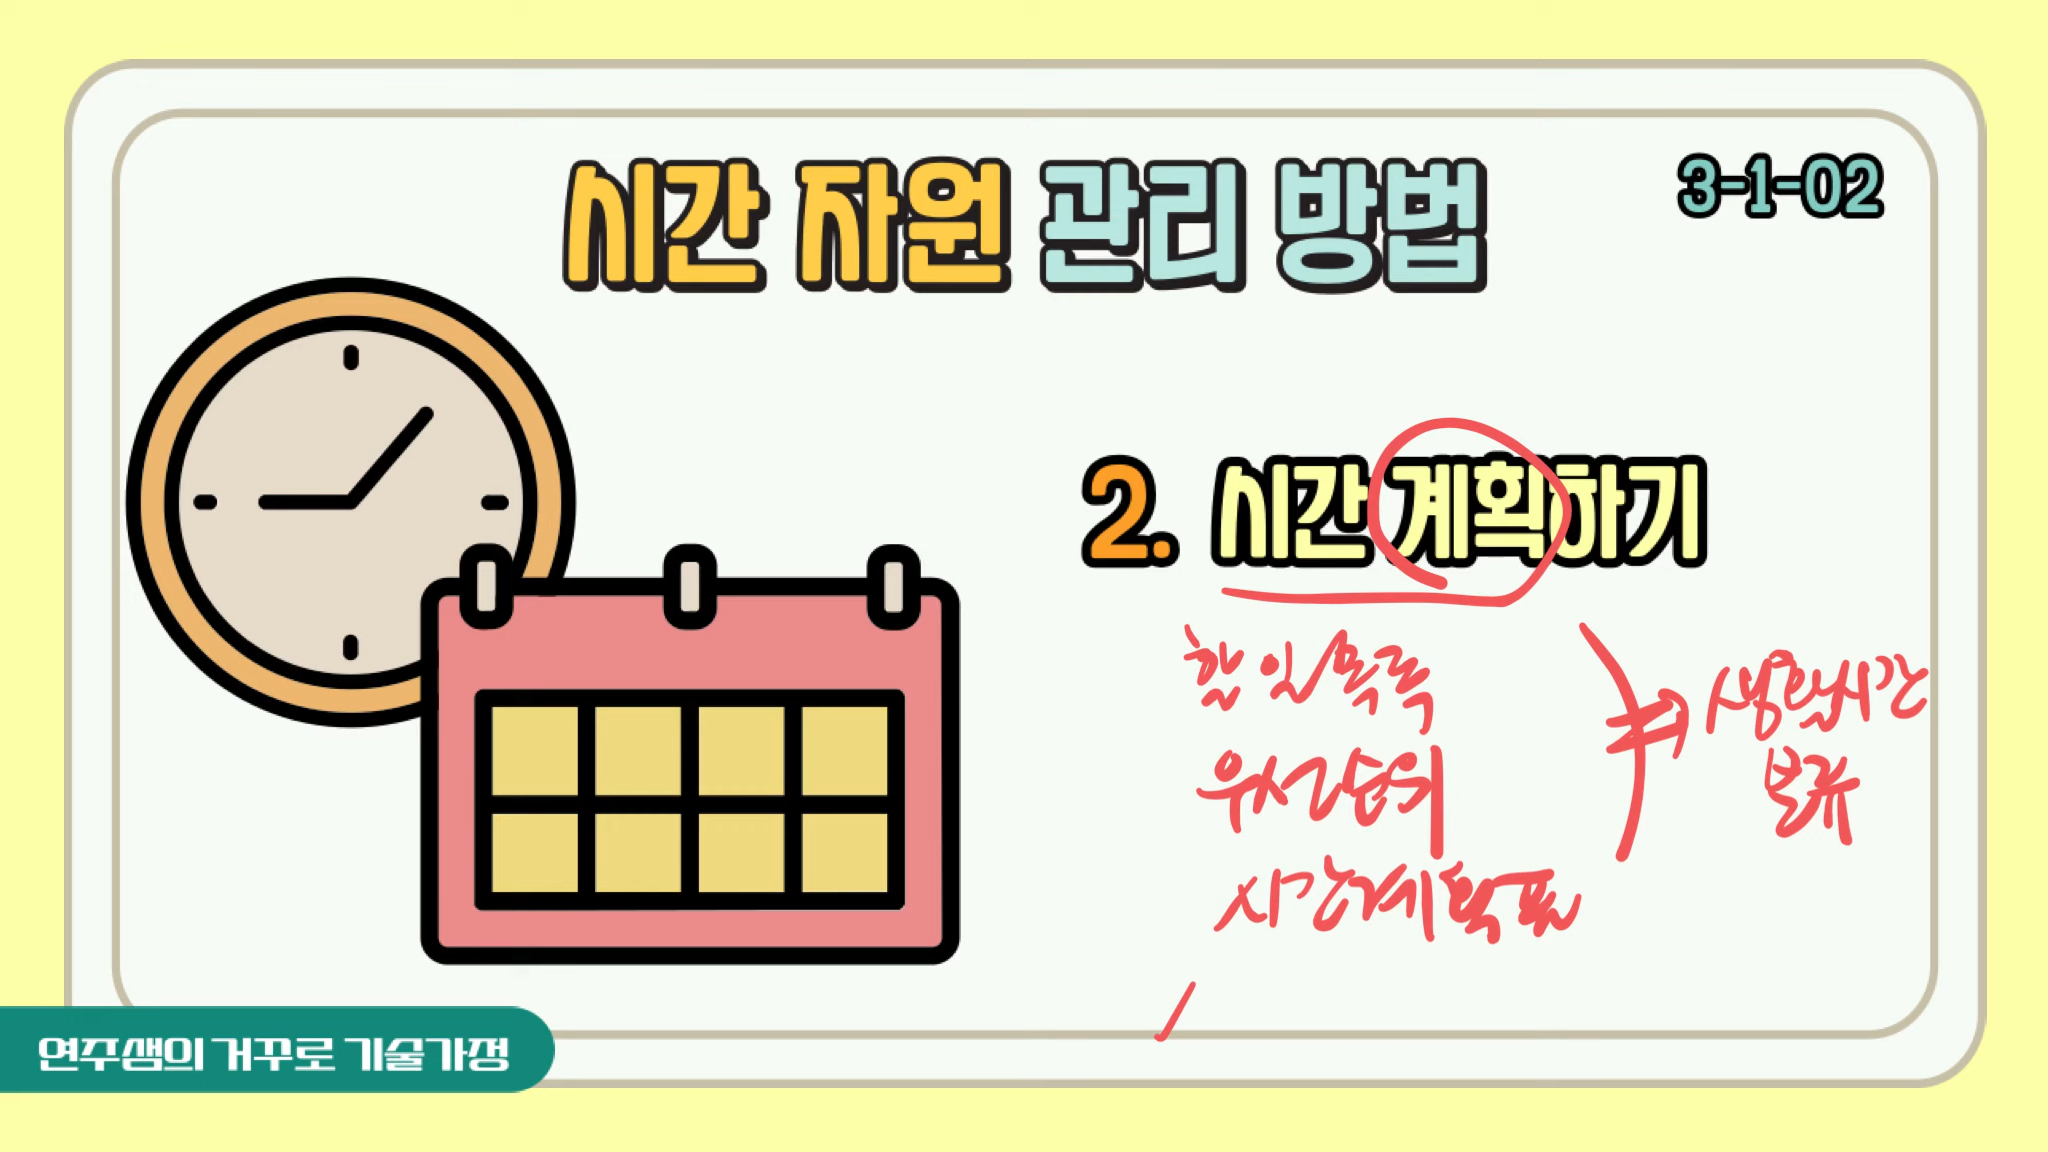 시간 자원 관리 방법
3-1-02
2. 시간 계획하기
할 일 목록
생활시간
분류
우선순위
시간계획표
연주쌤의 거꾸로 기술가정